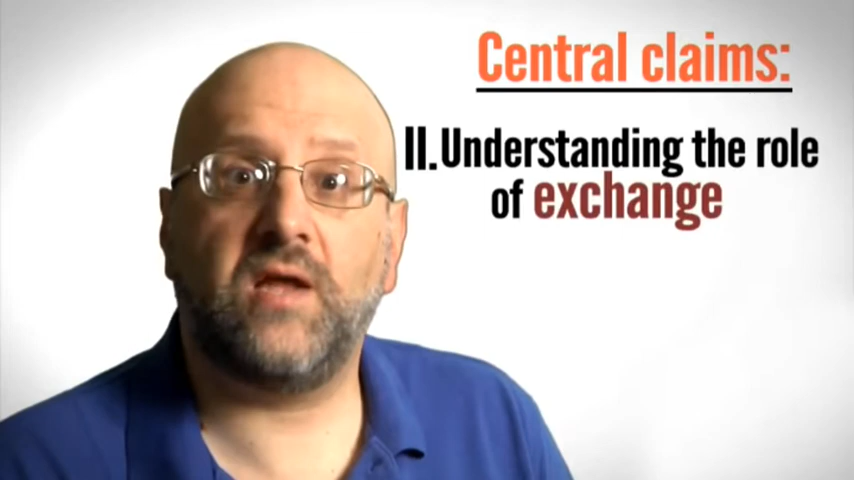 Central claims:
II. Understanding the role
of exchange